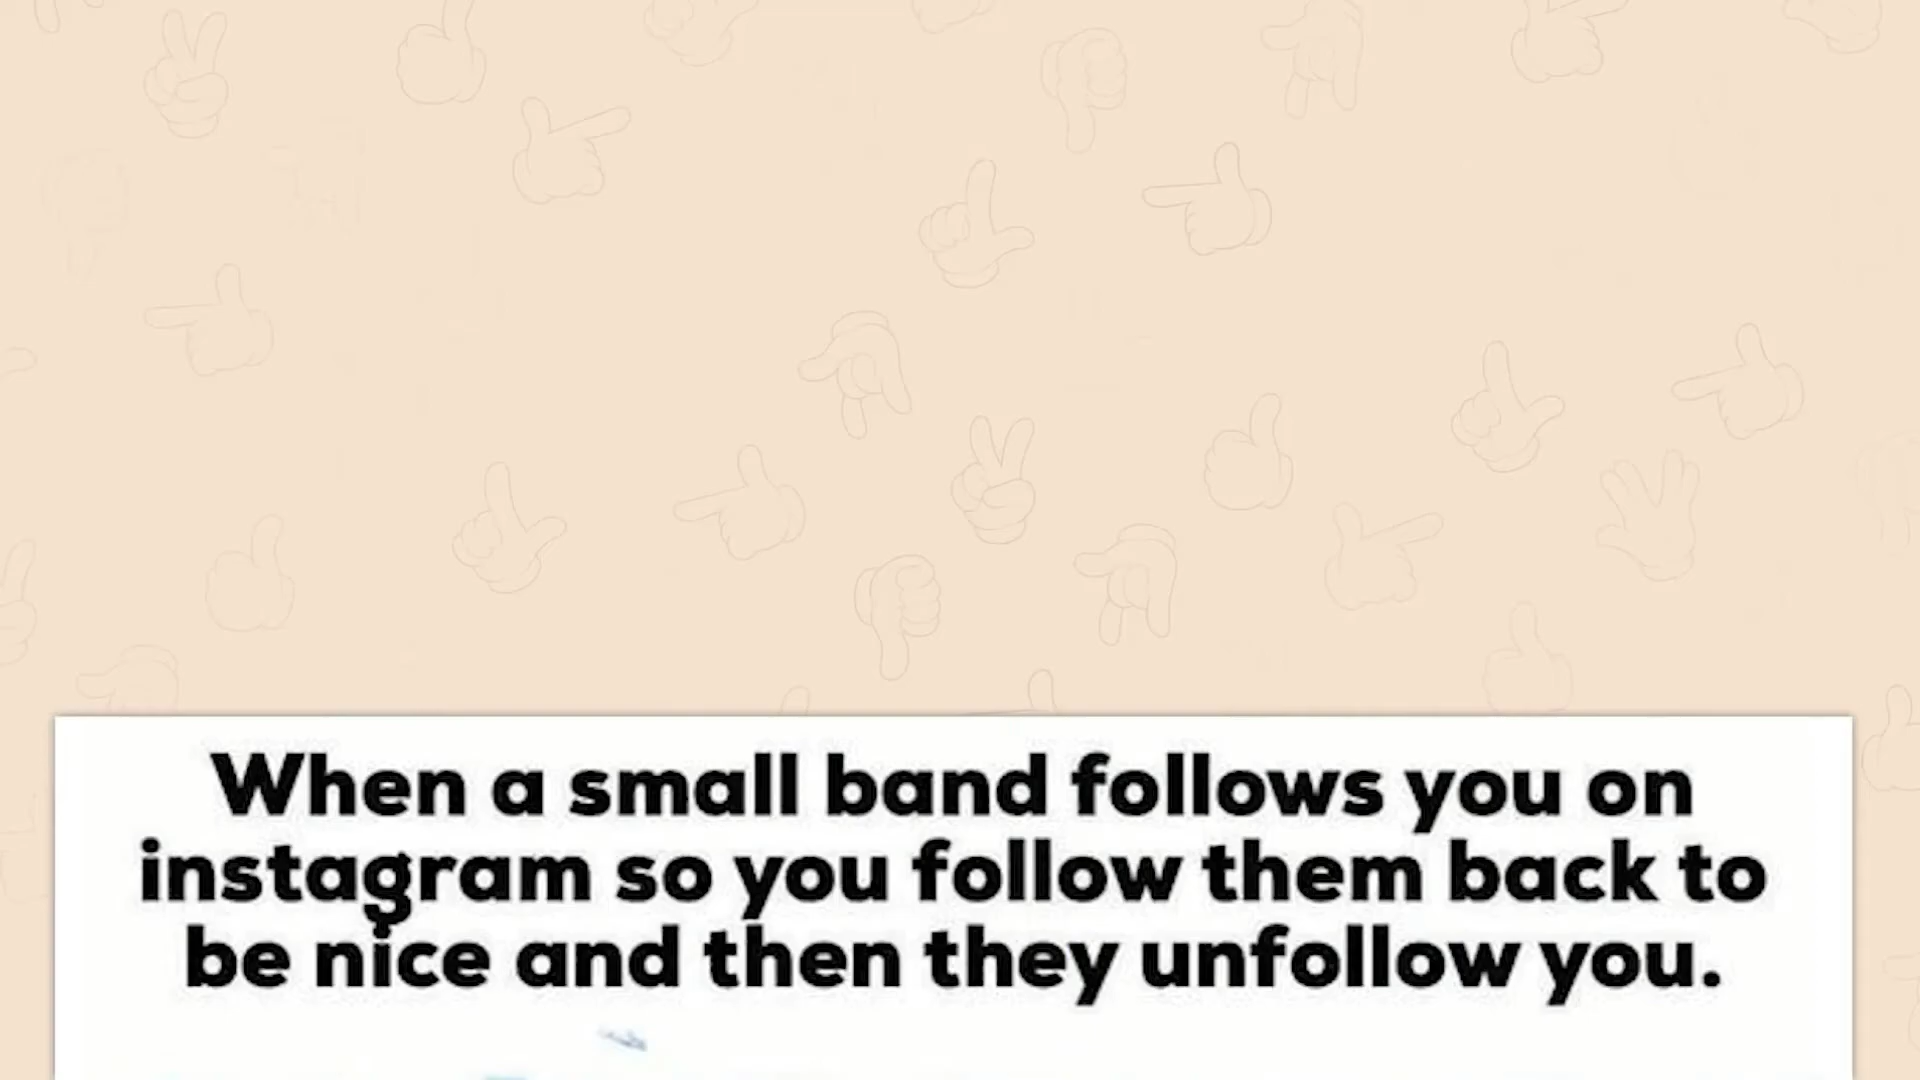 When a small band follows you on
instagram so you follow them back to
be nice and then they unfollow you.